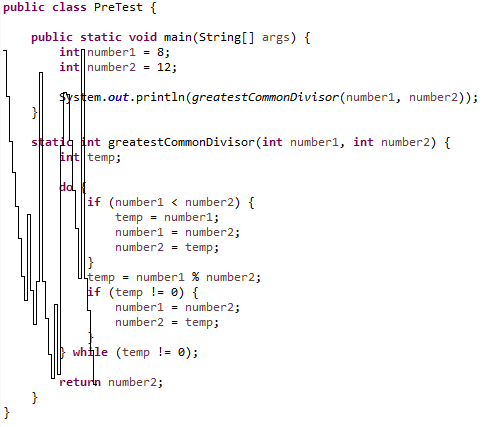 public class PreTest {
public static void main(String[] args) {
int number1 = 8;
int number2 = 12;
System.out.println(greatestCommonDivisor(number1, number2));
}
static int greatestCommonDivisor(int number1, int number2) {
int temp;
do {
if (number1 < number2) {
temp = number1;
number1 = number2;
number2 = temp;
}
temp = number1 % number2;
if (temp != 0) {
number1 = number2;
number2 = temp;
}
} while (temp != 0);
return number2;
}
}